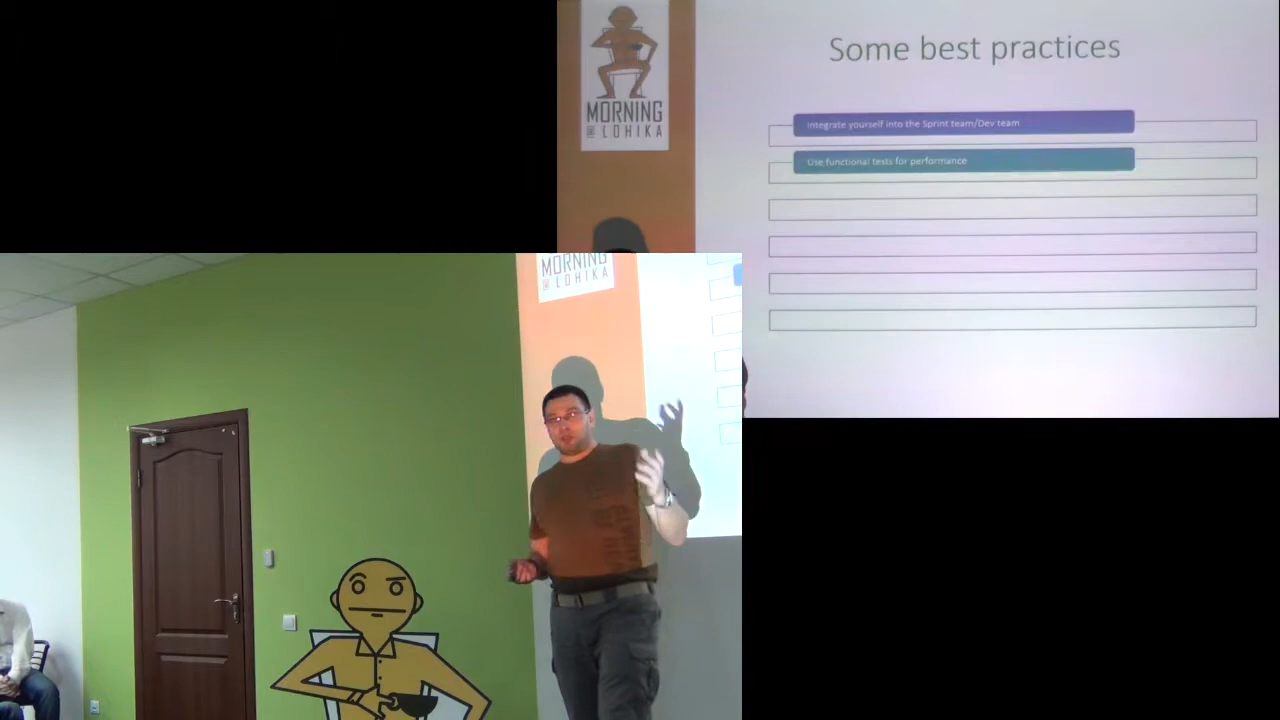 MORNING
@ LOHIKA
Some best practices
Integrate yourself into the Sprint team/Dev team
Use functional tests for performance
MORNING
@ LOHIKA